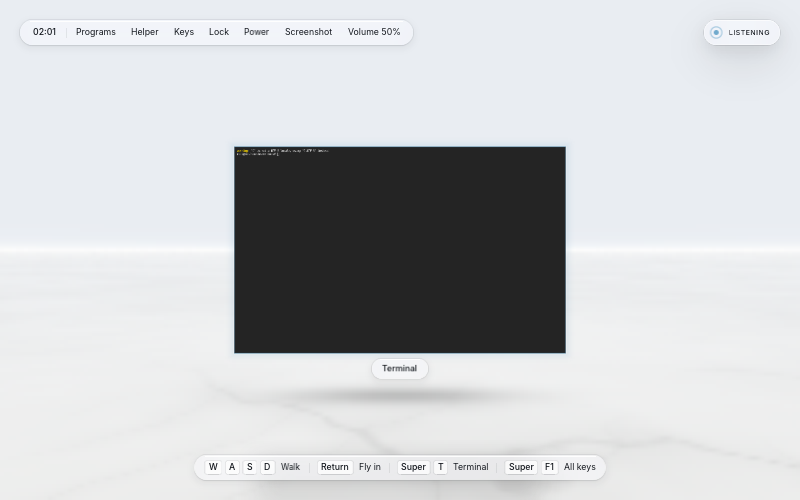 02:01 Programs Helper Keys Lock Power Screenshot Volume 50%
LISTENING
Terminal
W A S D Walk Return Fly in Super T Terminal Super F1 All keys